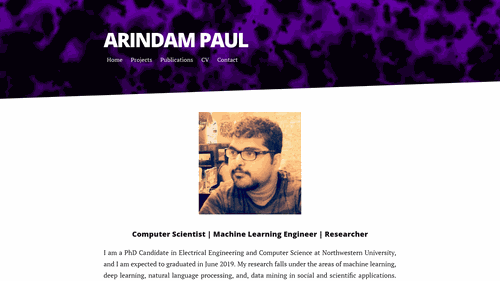 ARINDAM PAUL
Home Projects Publications CV Contact
Computer Scientist | Machine Learning Engineer | Researcher
I am a PhD Candidate in Electrical Engineering and Computer Science at Northwestern University,
and I am expected to graduated in June 2019. My research falls under the areas of machine learning,
deep learning, natural language processing, and, data mining in social and scientific applications.